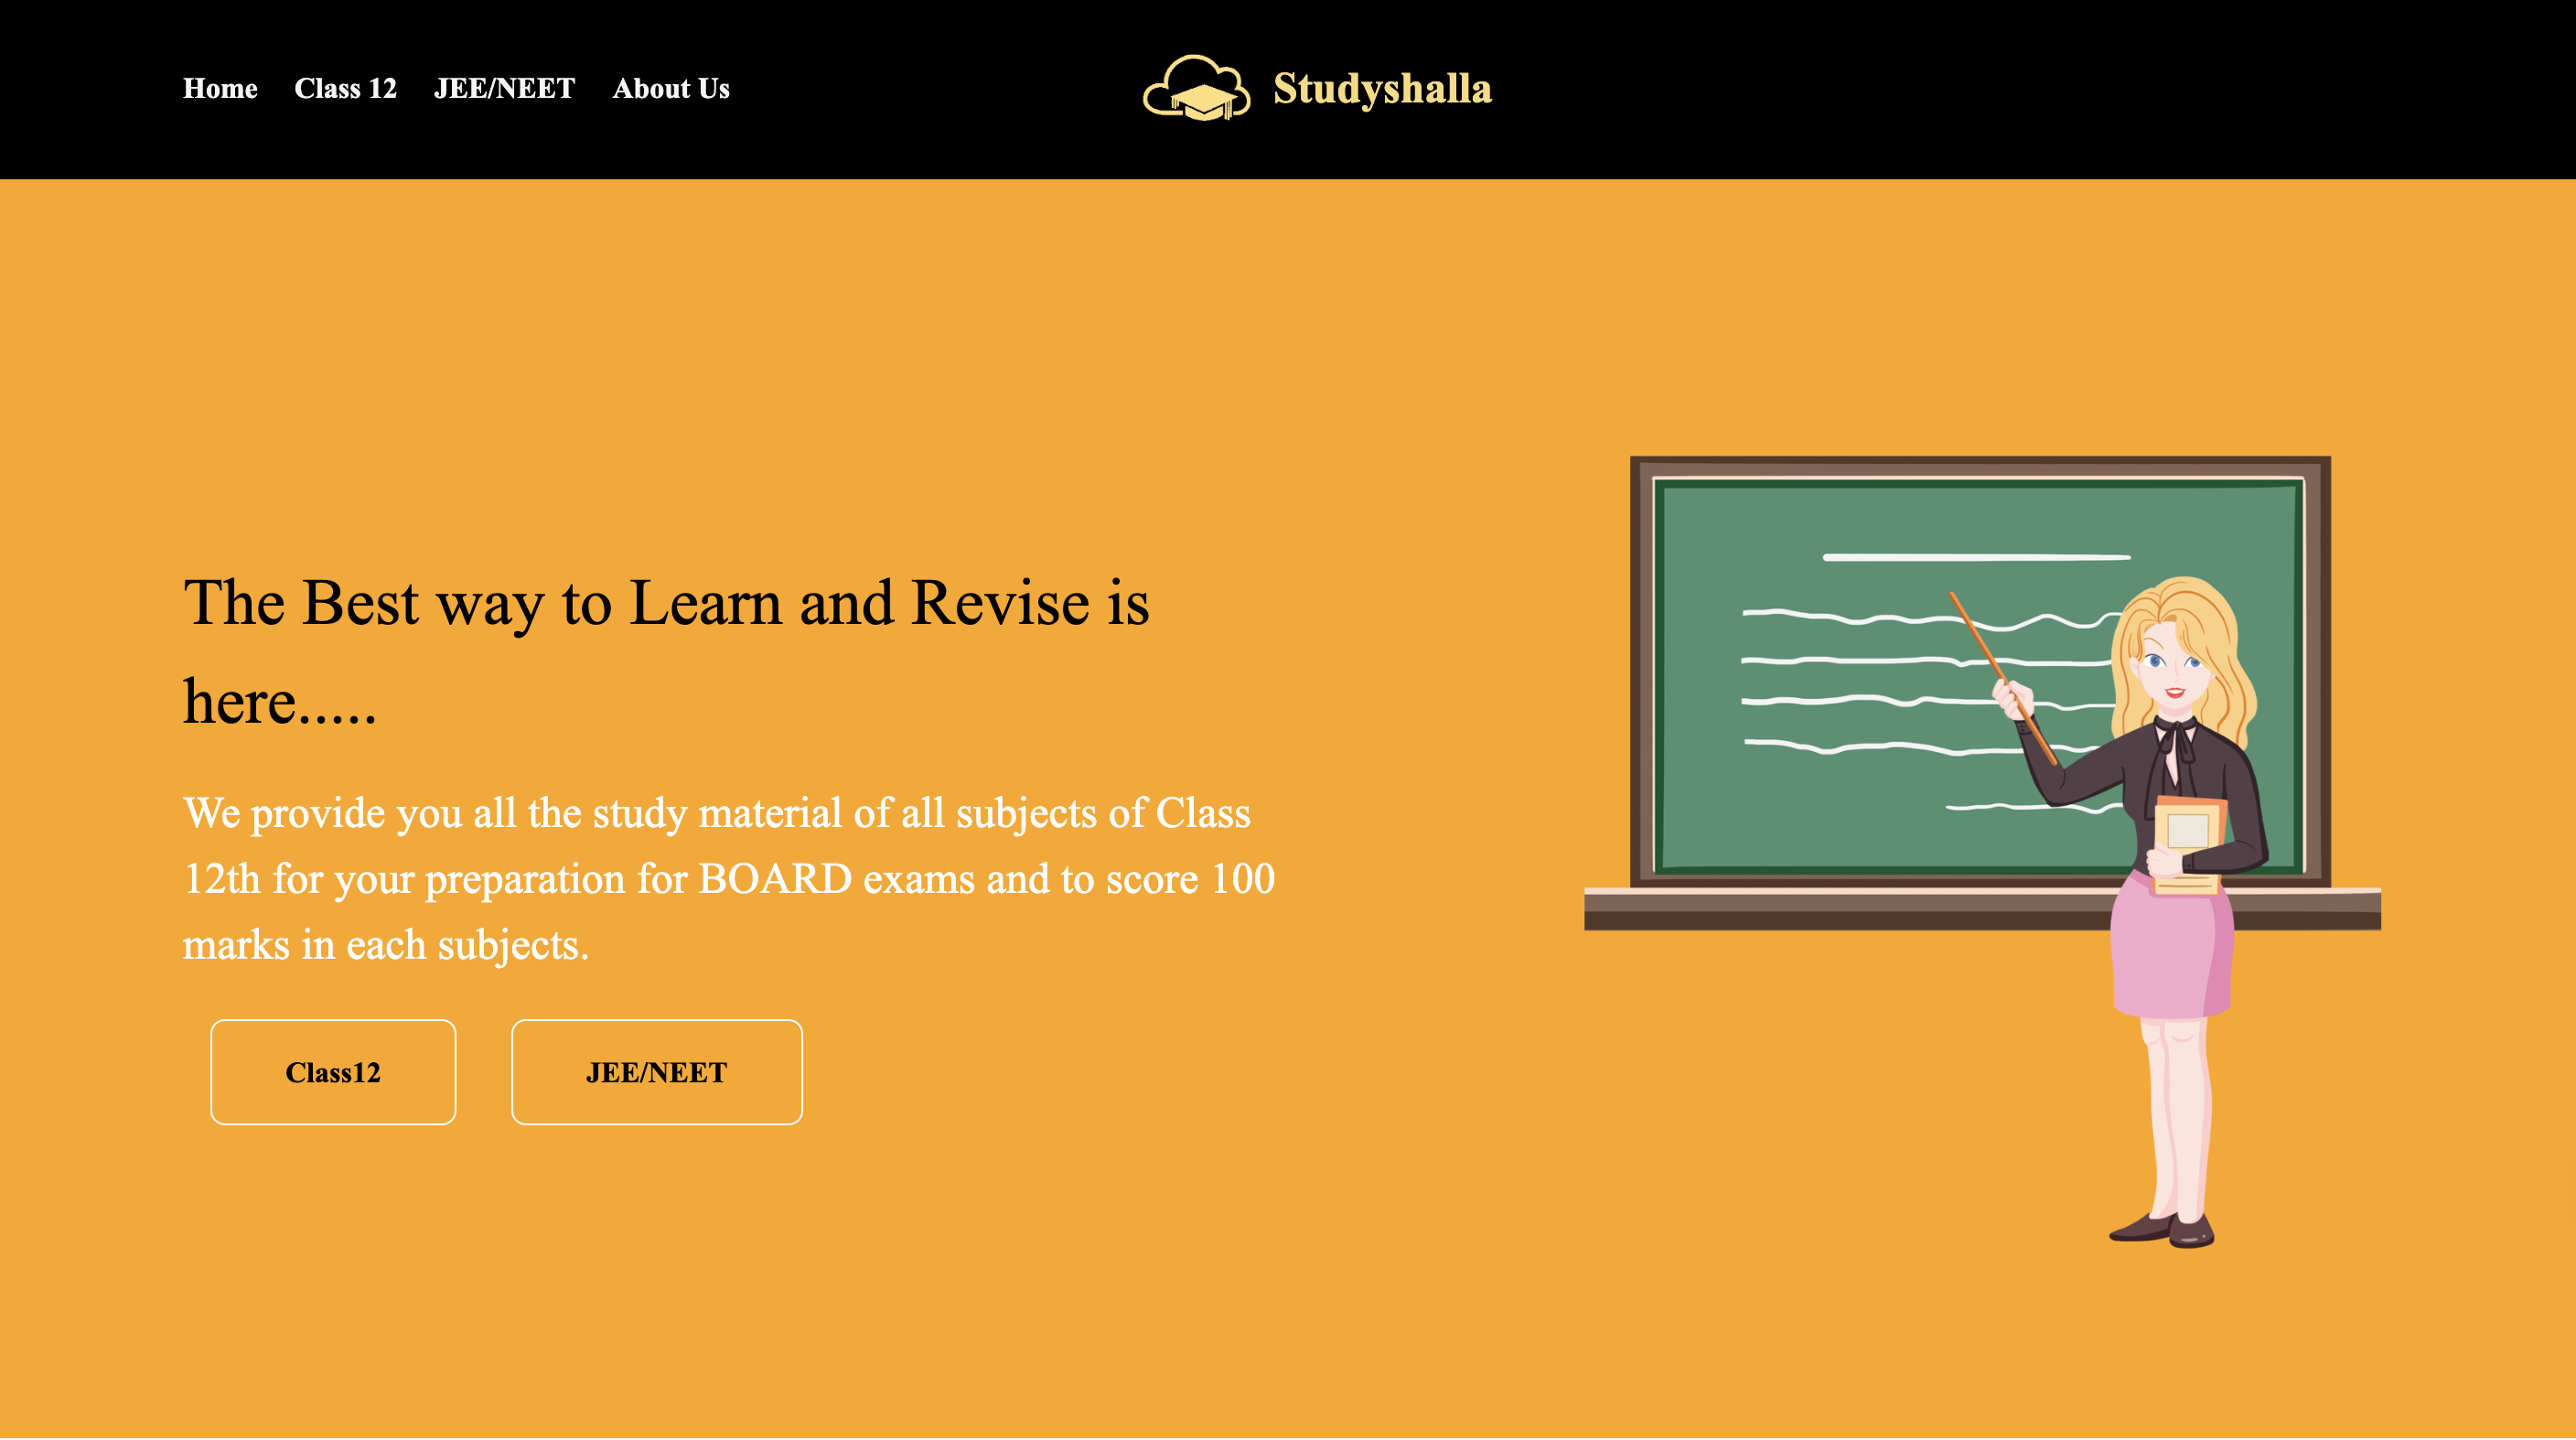 Home Class 12 JEE/NEET About Us Studyshalla
The Best way to Learn and Revise is
here.....
We provide you all the study material of all subjects of Class
12th for your preparation for BOARD exams and to score 100
marks in each subjects.
Class12 JEE/NEET